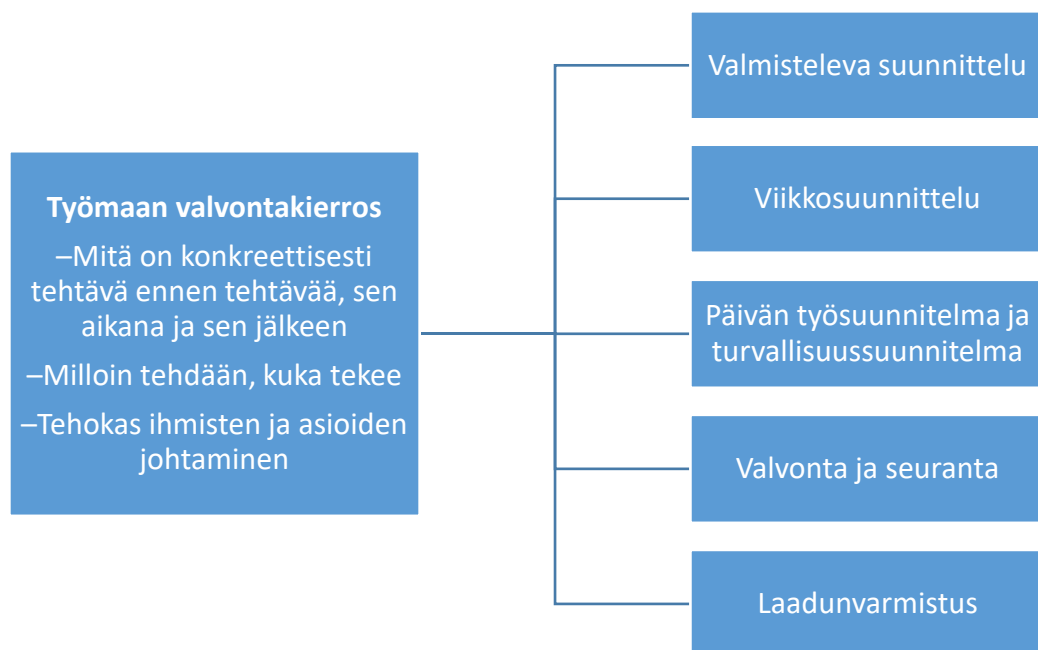 Työmaan valvontakierros
–Mitä on konkreettisesti
tehtävä ennen tehtävää, sen
aikana ja sen jälkeen
–Milloin tehdään, kuka tekee
–Tehokas ihmisten ja asioiden
johtaminen
Valmisteleva suunnittelu
Viikkosuunnittelu
Päivän työsuunnitelma ja
turvallisuussuunnitelma
Valvonta ja seuranta
Laadunvarmistus